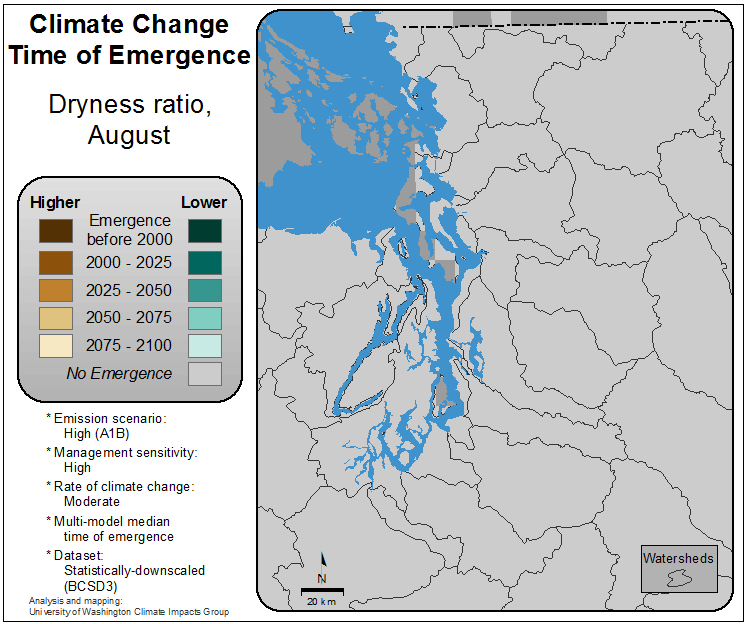 Climate Change
Time of Emergence
Dryness ratio,
August
Higher Lower
Emergence
before 2000
2000 - 2025
2025 - 2050
2050 - 2075
2075 - 2100
No Emergence
* Emission scenario:
High (A1B)
* Management sensitivity:
High
* Rate of climate change:
Moderate
* Multi-model median
time of emergence
* Dataset:
Statistically-downscaled
(BCSD3)
Analysis and mapping:
University of Washington Climate Impacts Group
N
20 km
Watersheds